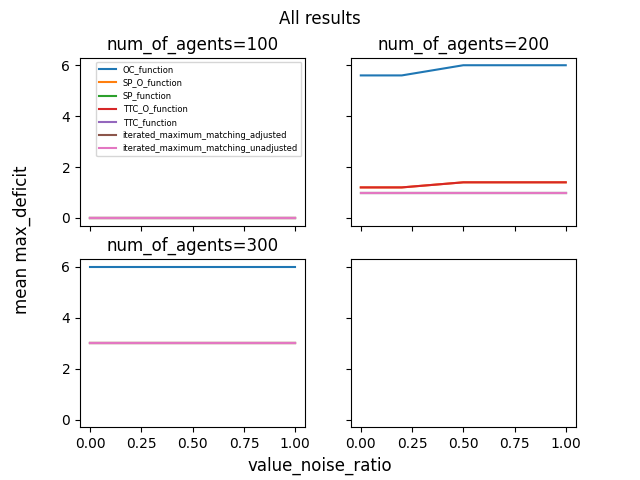 All results
num_of_agents=100
num_of_agents=200
6
4
2
0
OC_function
SP_O_function
SP_function
TTC_O_function
TTC_function
iterated_maximum_matching_adjusted
iterated_maximum_matching_unadjusted
mean max_deficit
num_of_agents=300
6
4
2
0
0.00 0.25 0.50 0.75 1.00
0.00 0.25 0.50 0.75 1.00
value_noise_ratio